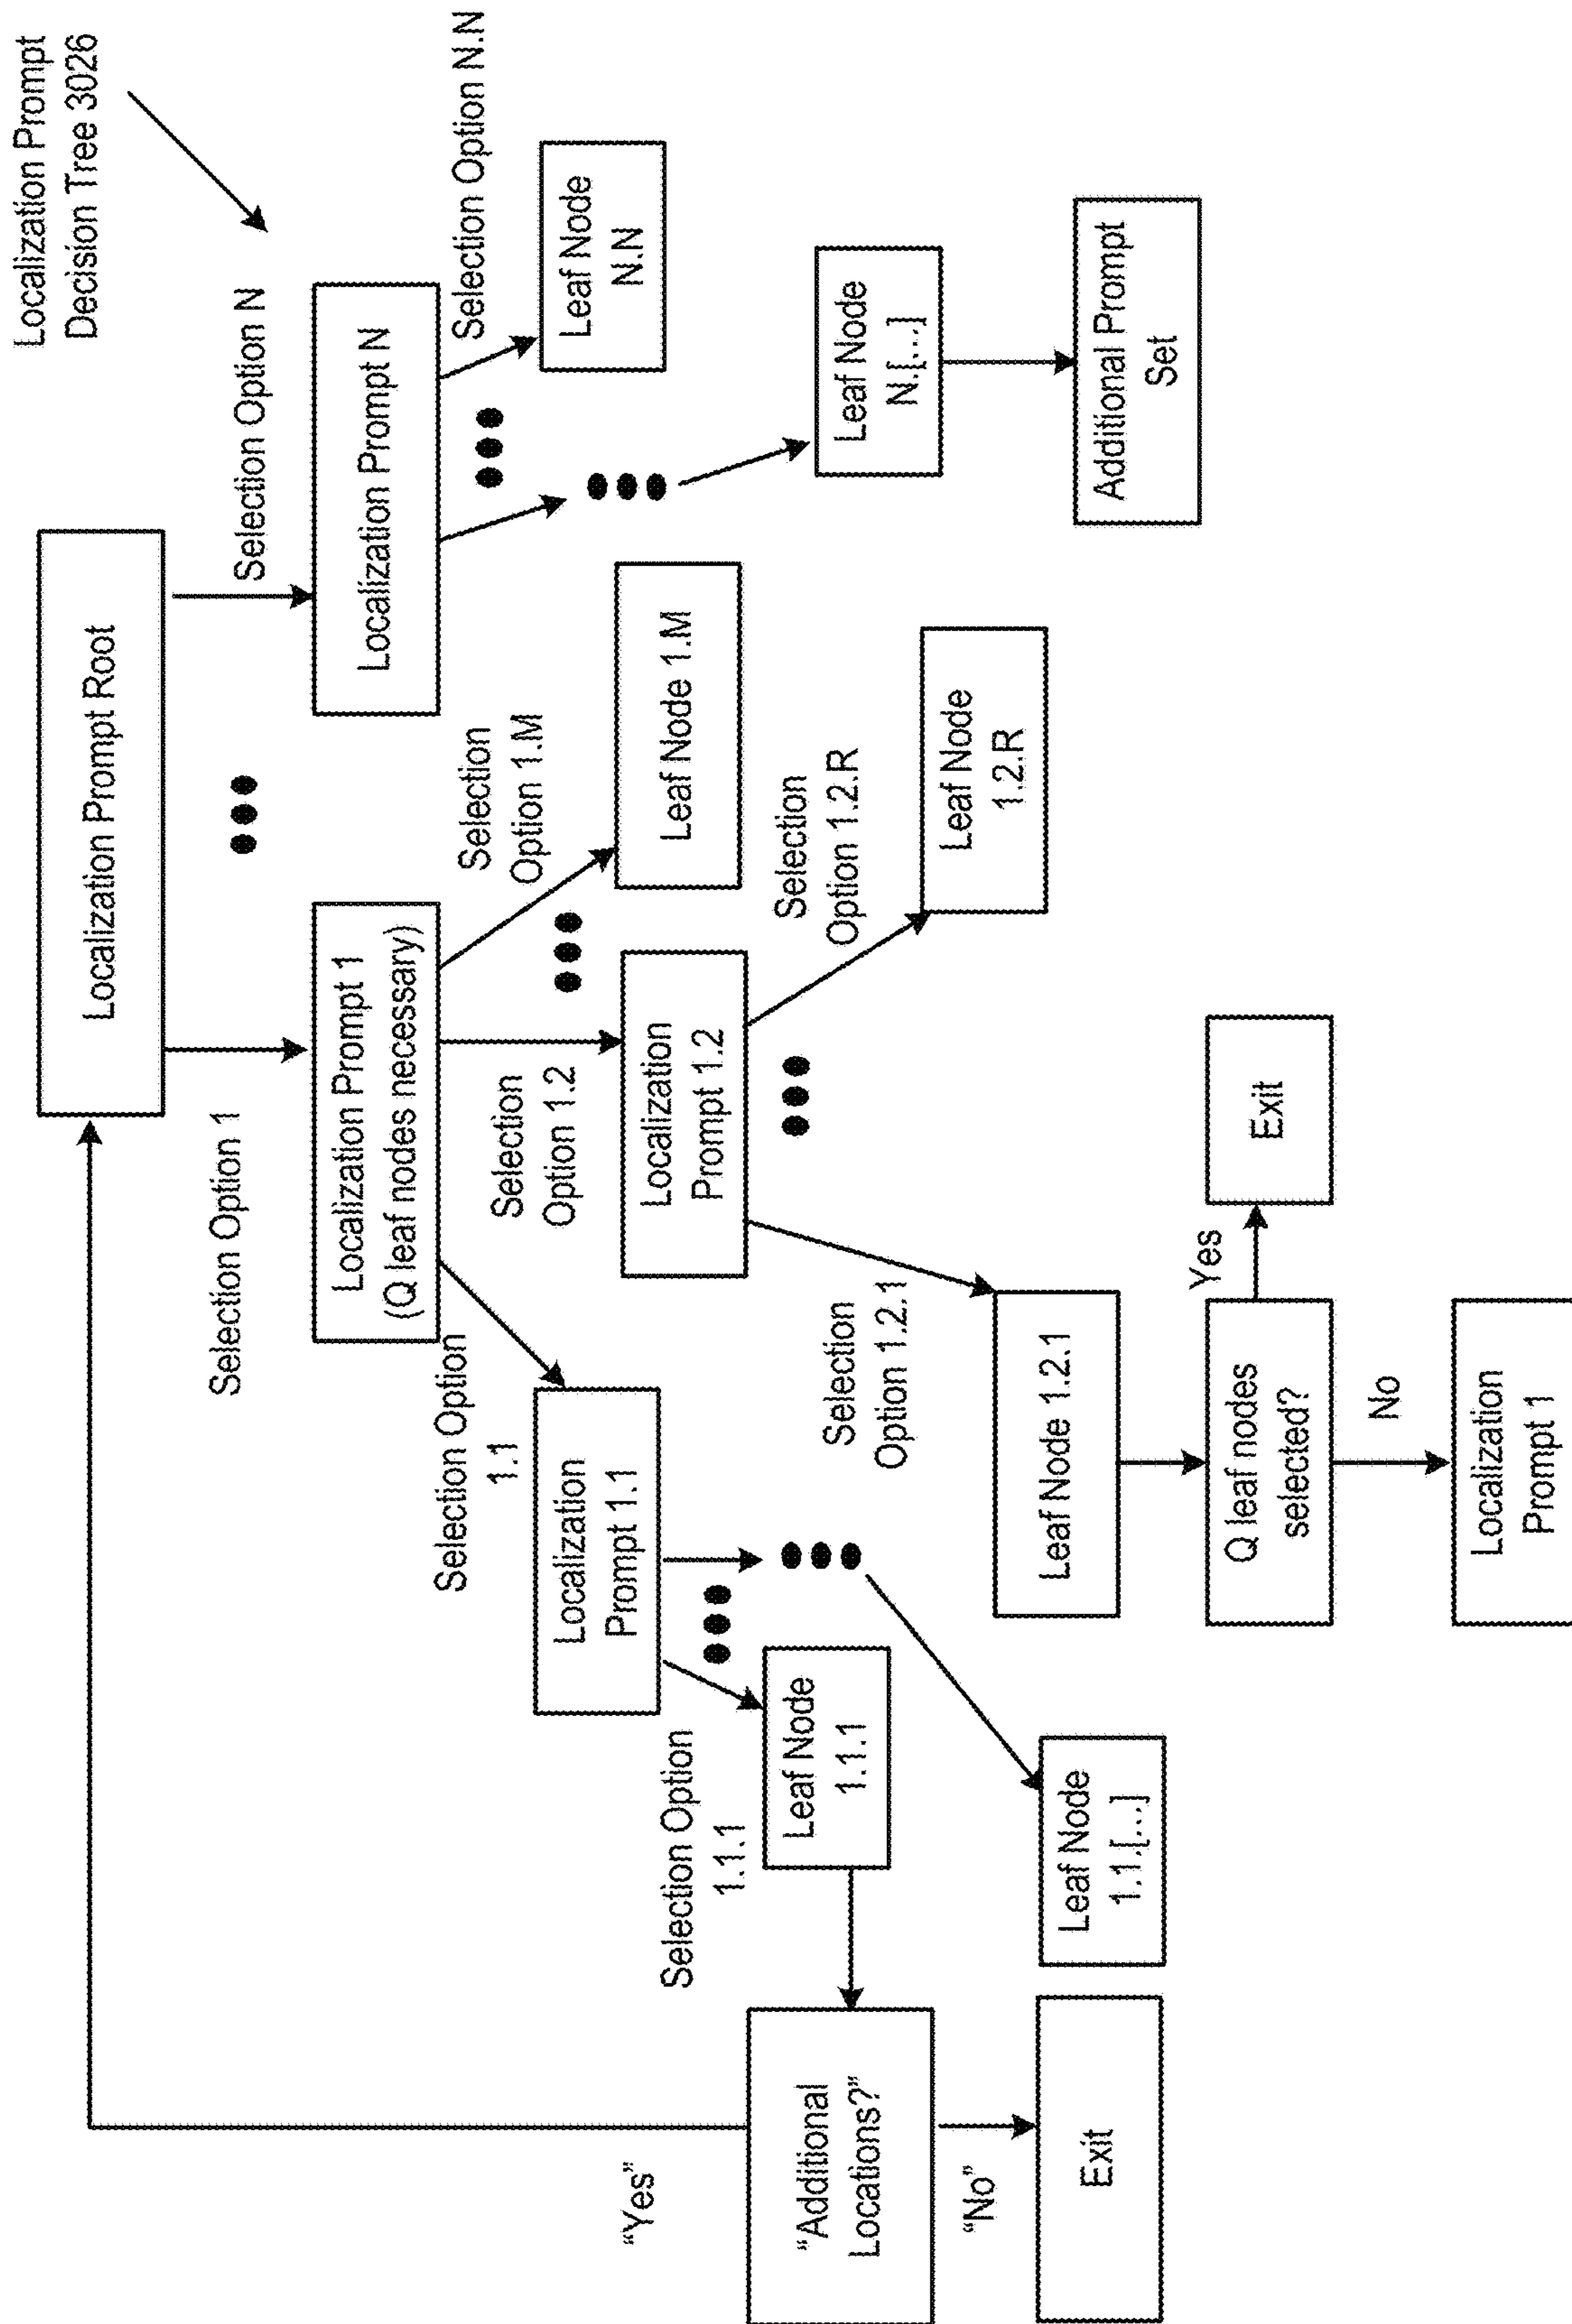 Localization Prompt
Decision Tree 3026
Localization Prompt Root
Selection Option 1
Selection Option N
Localization Prompt 1
(Q leaf nodes necessary)
Localization Prompt N
Selection Option
1.1
Selection
Option 1.2
Selection
Option 1.M
Selection Option N.N
Localization
Prompt 1.1
Localization
Prompt 1.2
Leaf Node 1.M
Leaf Node
N.N
"Yes"
Selection Option
1.1.1
Selection
Option 1.2.1
Selection
Option 1.2.R
"Additional
Locations?"
Leaf Node
1.1.1
Leaf Node
N.[...]
Leaf Node 1.2.1
Leaf Node
1.2.R
"No"
Exit
Leaf Node
1.1.[...]
Additional Prompt
Set
Q leaf nodes
selected?
Yes
Exit
No
Localization
Prompt 1